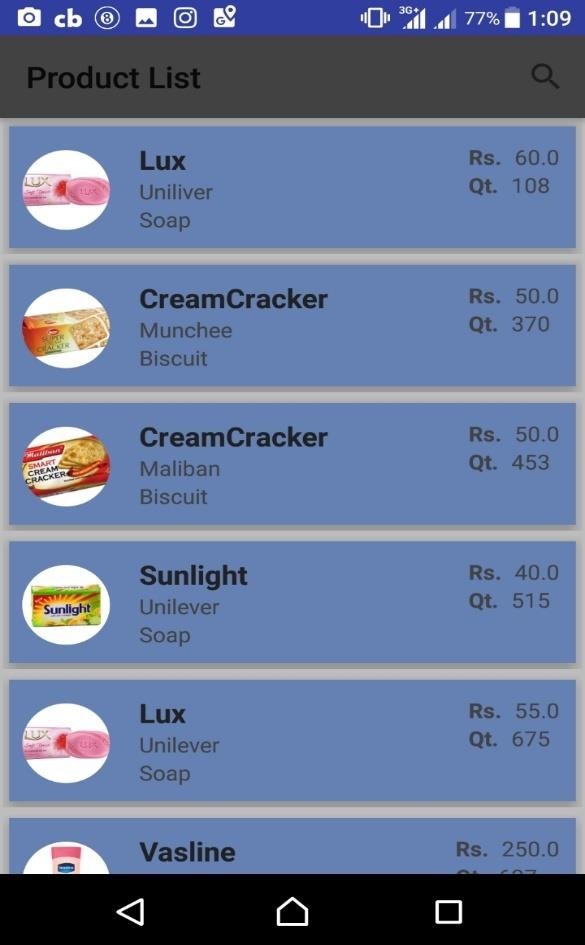 cb 8 G 3G+ 77% 1:09
Product List
LUX Lux Rs. 60.0
Uniliver Qt. 108
Soap
SUPER CREAM CRACKER CreamCracker Rs. 50.0
Munchee Qt. 370
Biscuit
Maliban SMART CREAM CRACKER CreamCracker Rs. 50.0
Maliban Qt. 453
Biscuit
Sunlight Sunlight Rs. 40.0
Unilever Qt. 515
Soap
LUX Lux Rs. 55.0
Unilever Qt. 675
Soap
Vasline Rs. 250.0